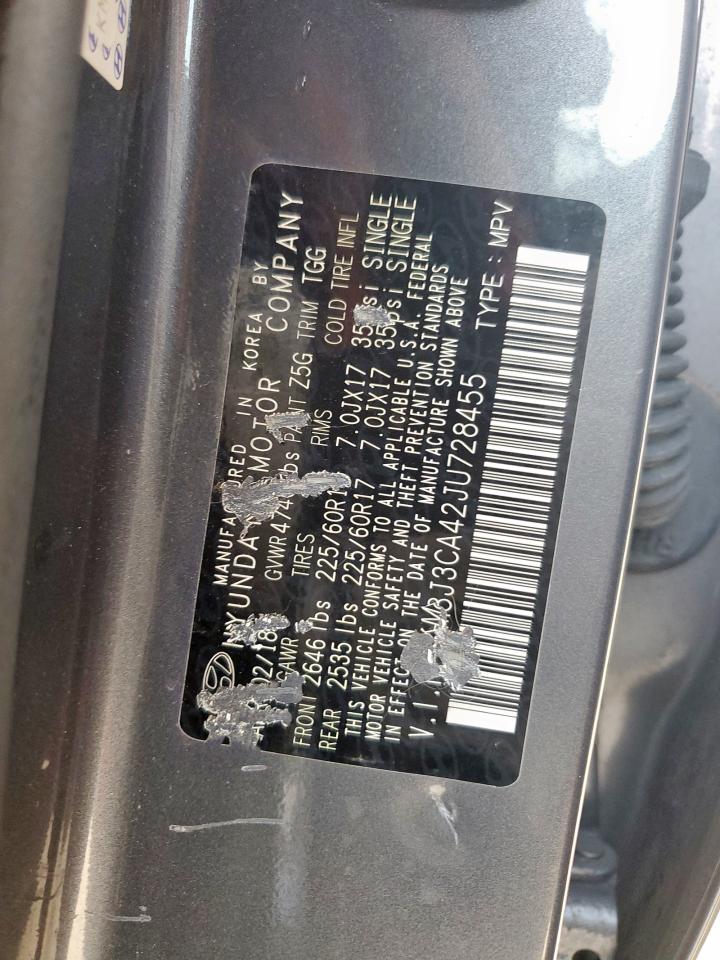 MANUFACTURED IN KOREA BY
HYUNDAI MOTOR COMPANY
02/18 GVWR474 lbs PAINT Z5G TRIM TGG
GAWR TIRES RIMS COLD TIRE INFL
FRONT 2646 lbs 225/60R17 7.0JX17 35psi SINGLE
REAR 2535 lbs 225/60R17 7.0JX17 35psi SINGLE
THIS VEHICLE CONFORMS TO ALL APPLICABLE U.S.A. FEDERAL
MOTOR VEHICLE SAFETY AND THEFT PREVENTION STANDARDS
IN EFFECT ON THE DATE OF MANUFACTURE SHOWN ABOVE
V.I 8J3CA42JU728455 TYPE : MPV